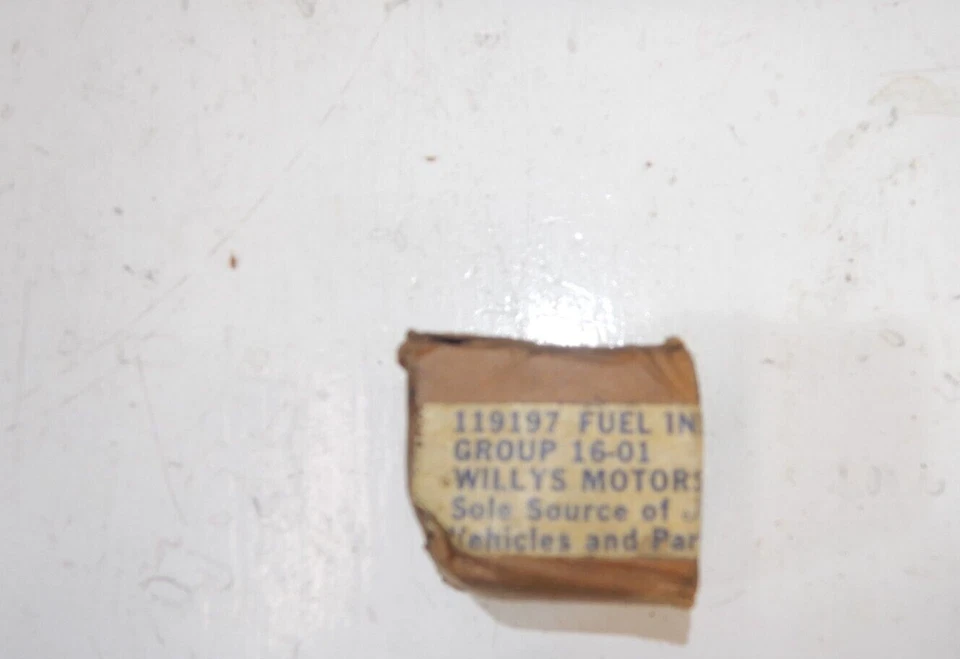 119197 FUEL IN
GROUP 16-01
WILLYS MOTORS
Sole Source of
Vehicles and Par